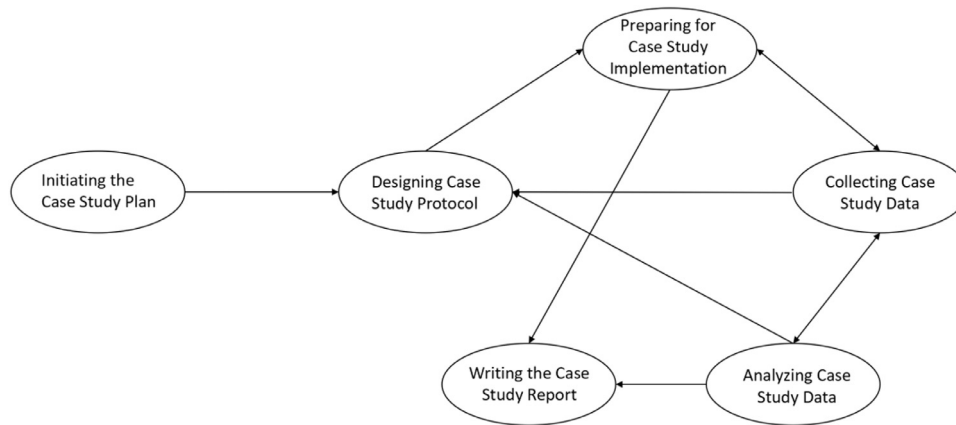 Preparing for
Case Study
Implementation
Initiating the
Case Study Plan
Designing Case
Study Protocol
Collecting Case
Study Data
Writing the Case
Study Report
Analyzing Case
Study Data